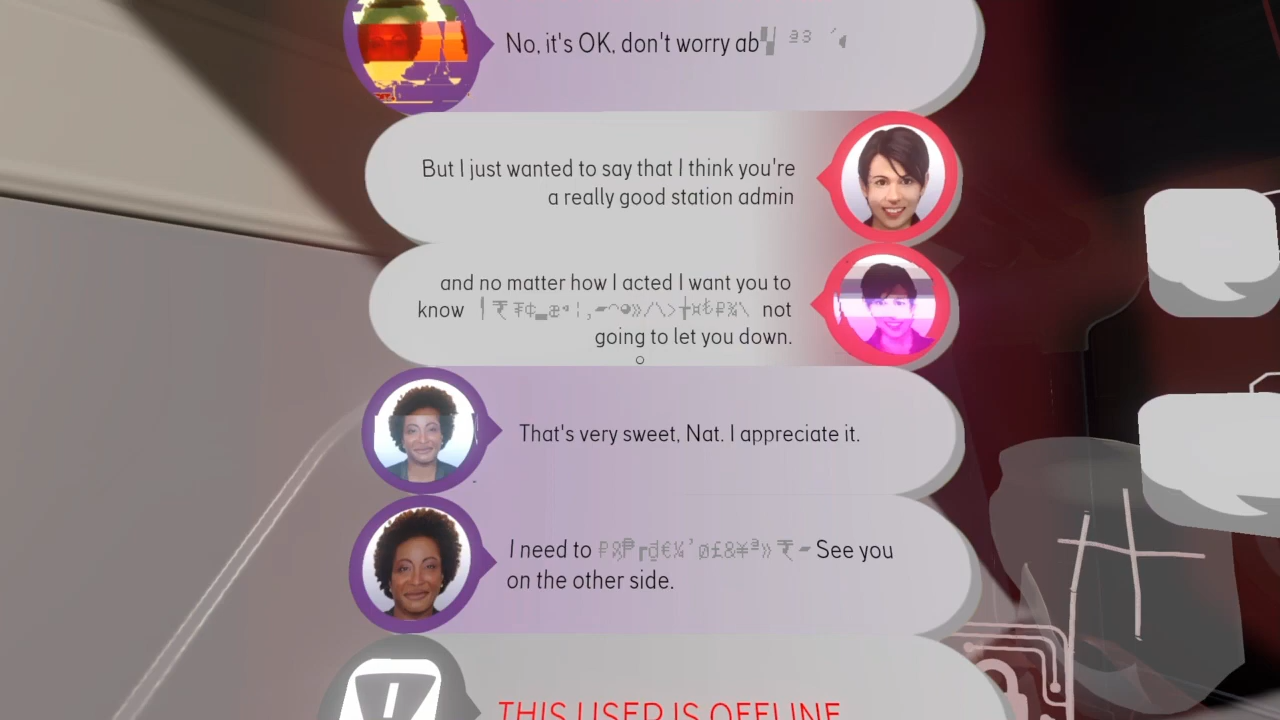 No, it's OK, don't worry ab
But I just wanted to say that I think you're
a really good station admin
and no matter how I acted I want you to
know not
going to let you down.
That's very sweet, Nat. I appreciate it.
I need to See you
on the other side.
THIS USER IS OFFLINE